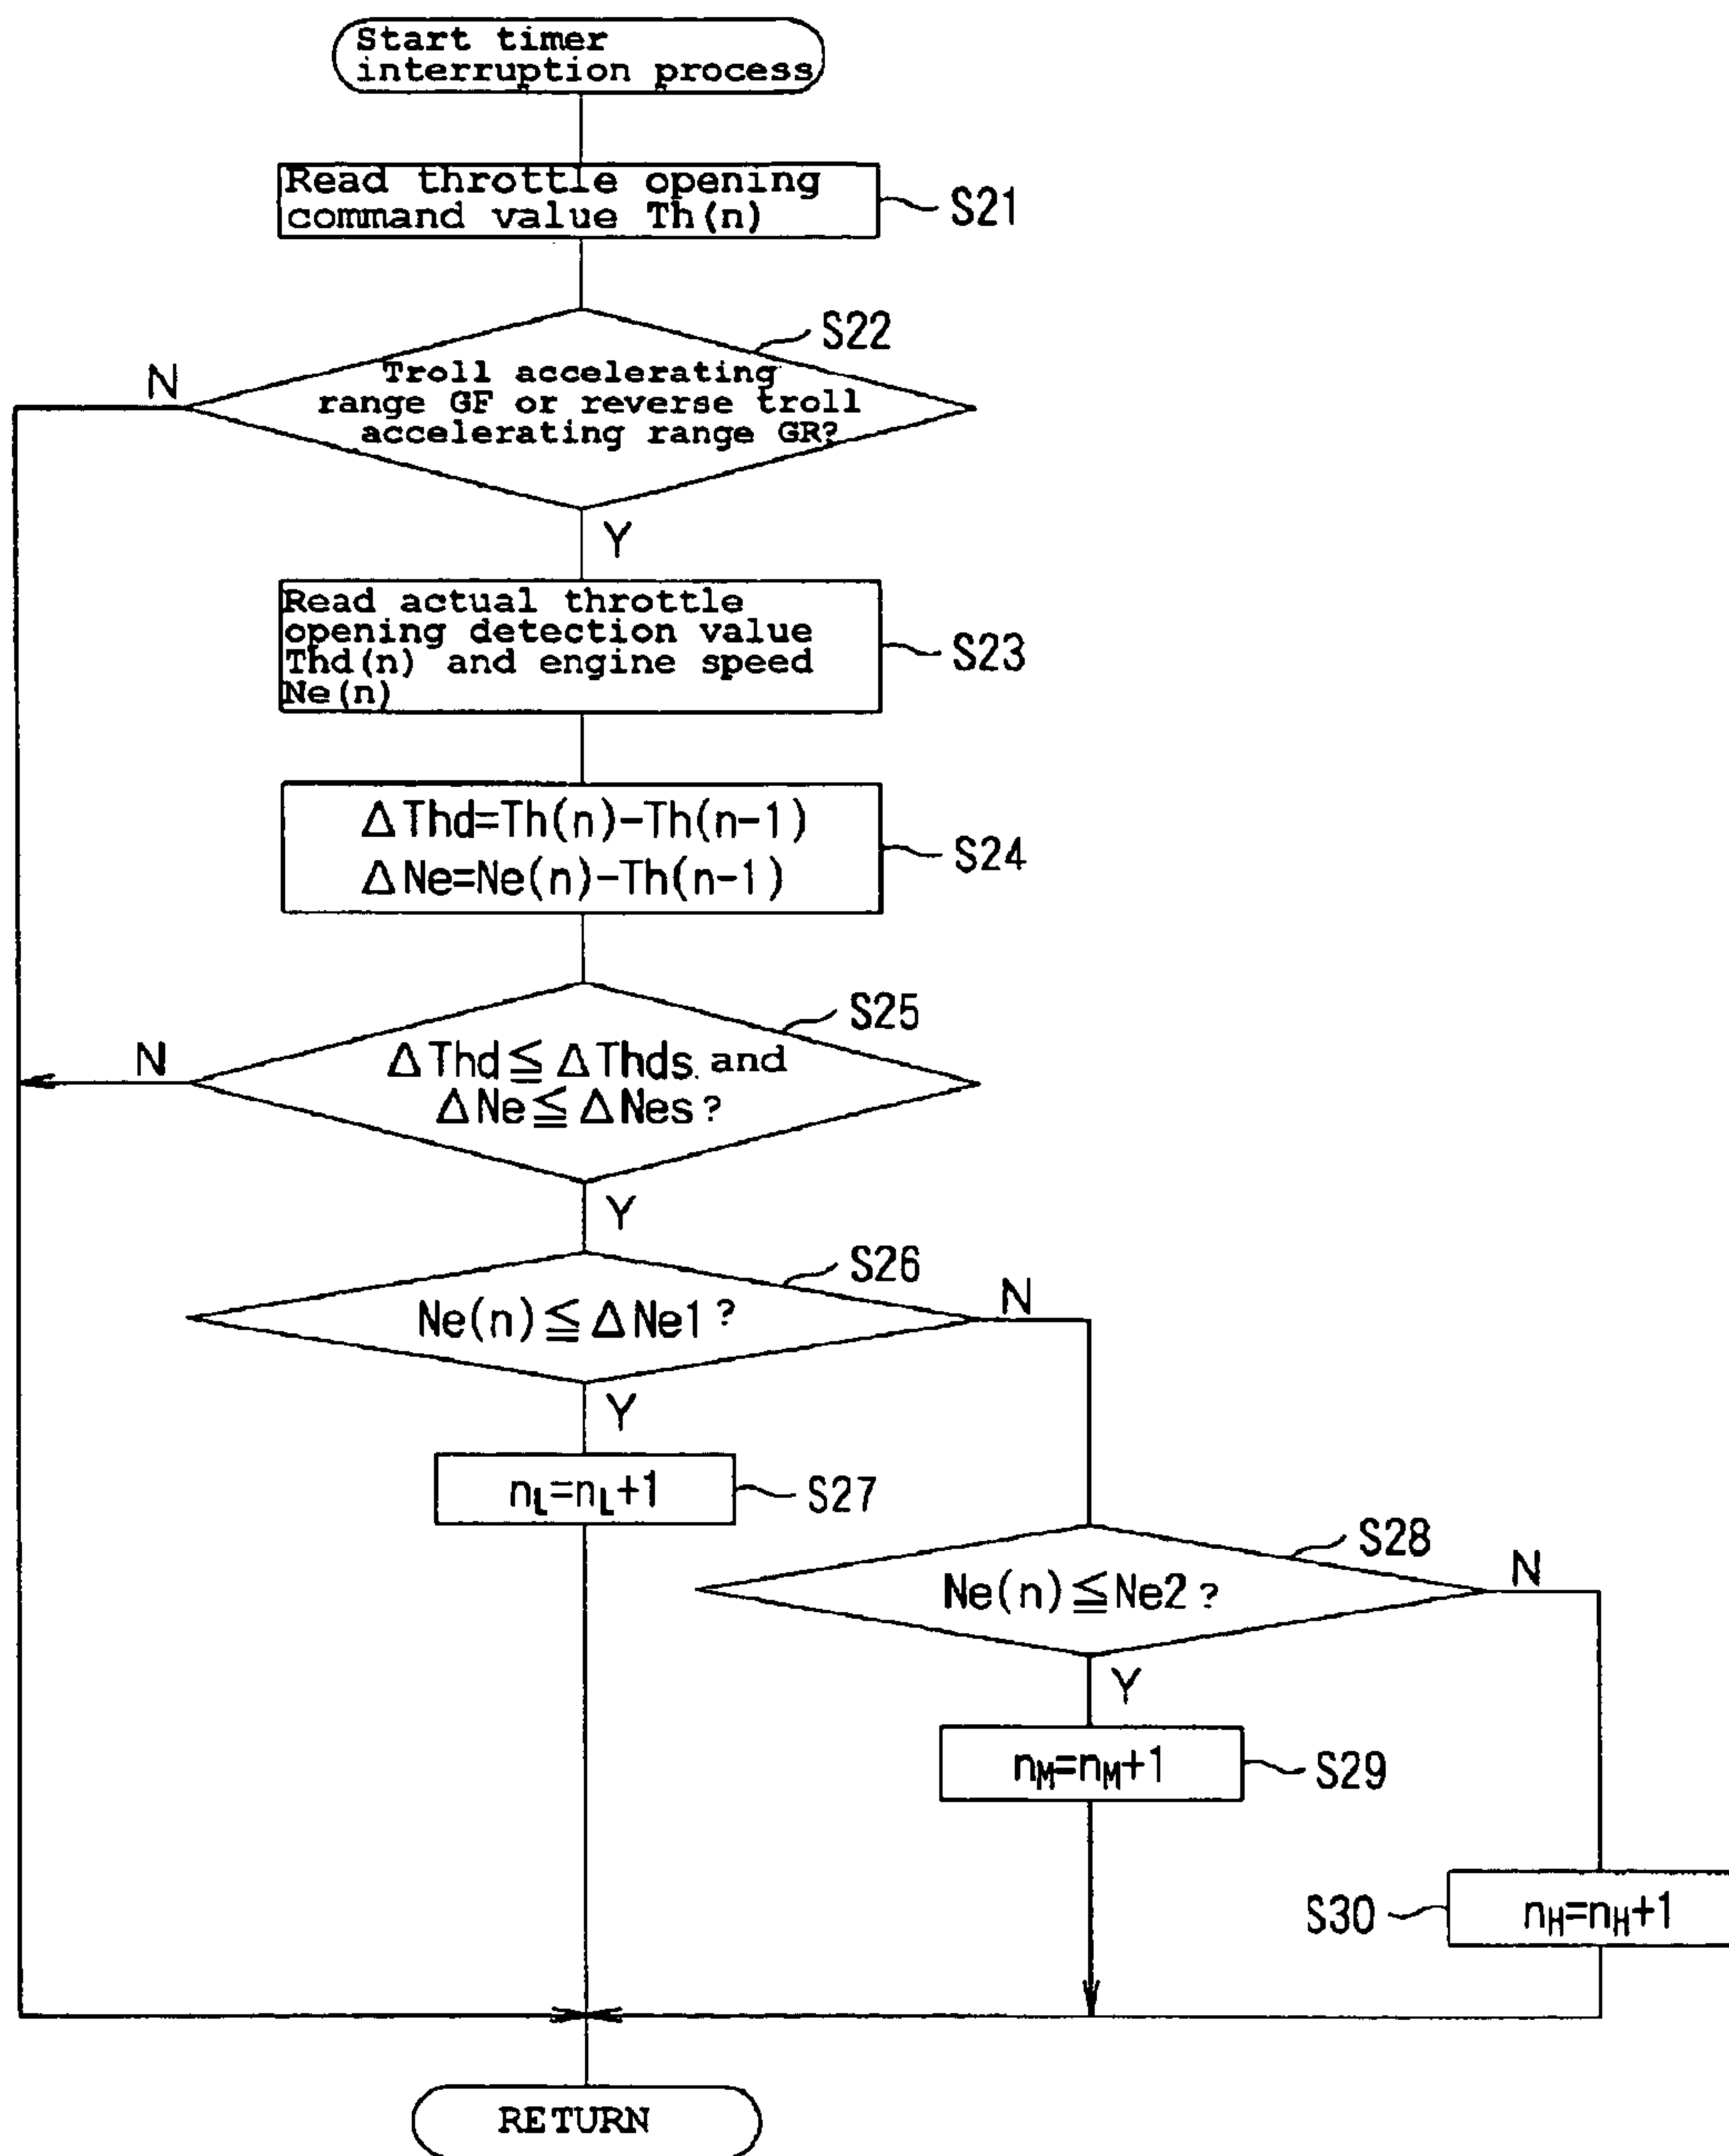 Start timer
interruption process
Read throttle opening
command value Th(n)
S21
S22
N
Troll accelerating
range GF or reverse troll
accelerating range GR?
Y
Read actual throttle
opening detection value
Thd(n) and engine speed
Ne(n)
S23
ΔThd=Th(n)-Th(n-1)
ΔNe=Ne(n)-Th(n-1)
S24
S25
N
ΔThd≦ΔThds. and
ΔNe≦ΔNes?
Y
S26
N
Ne(n)≦ΔNe1?
Y
nL=nL+1
S27
S28
N
Ne(n)≦Ne2?
Y
nM=nM+1
S29
S30
nH=nH+1
RETURN